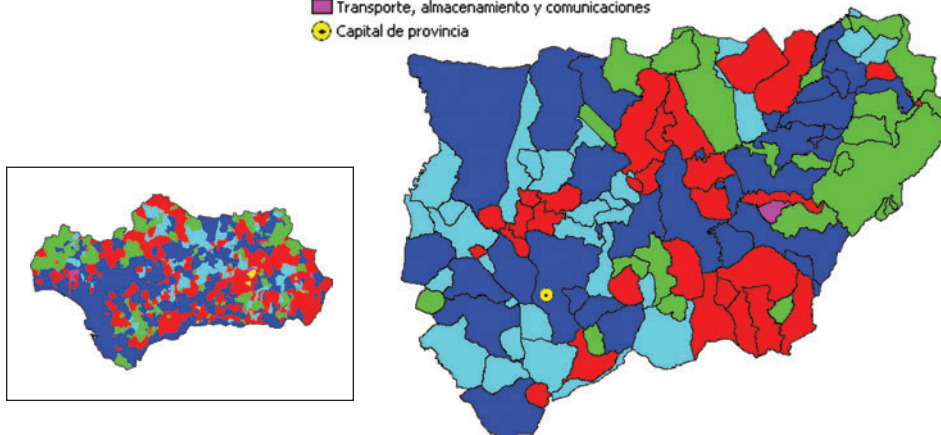 Transporte, almacenamiento y comunicaciones
Capital de provincia